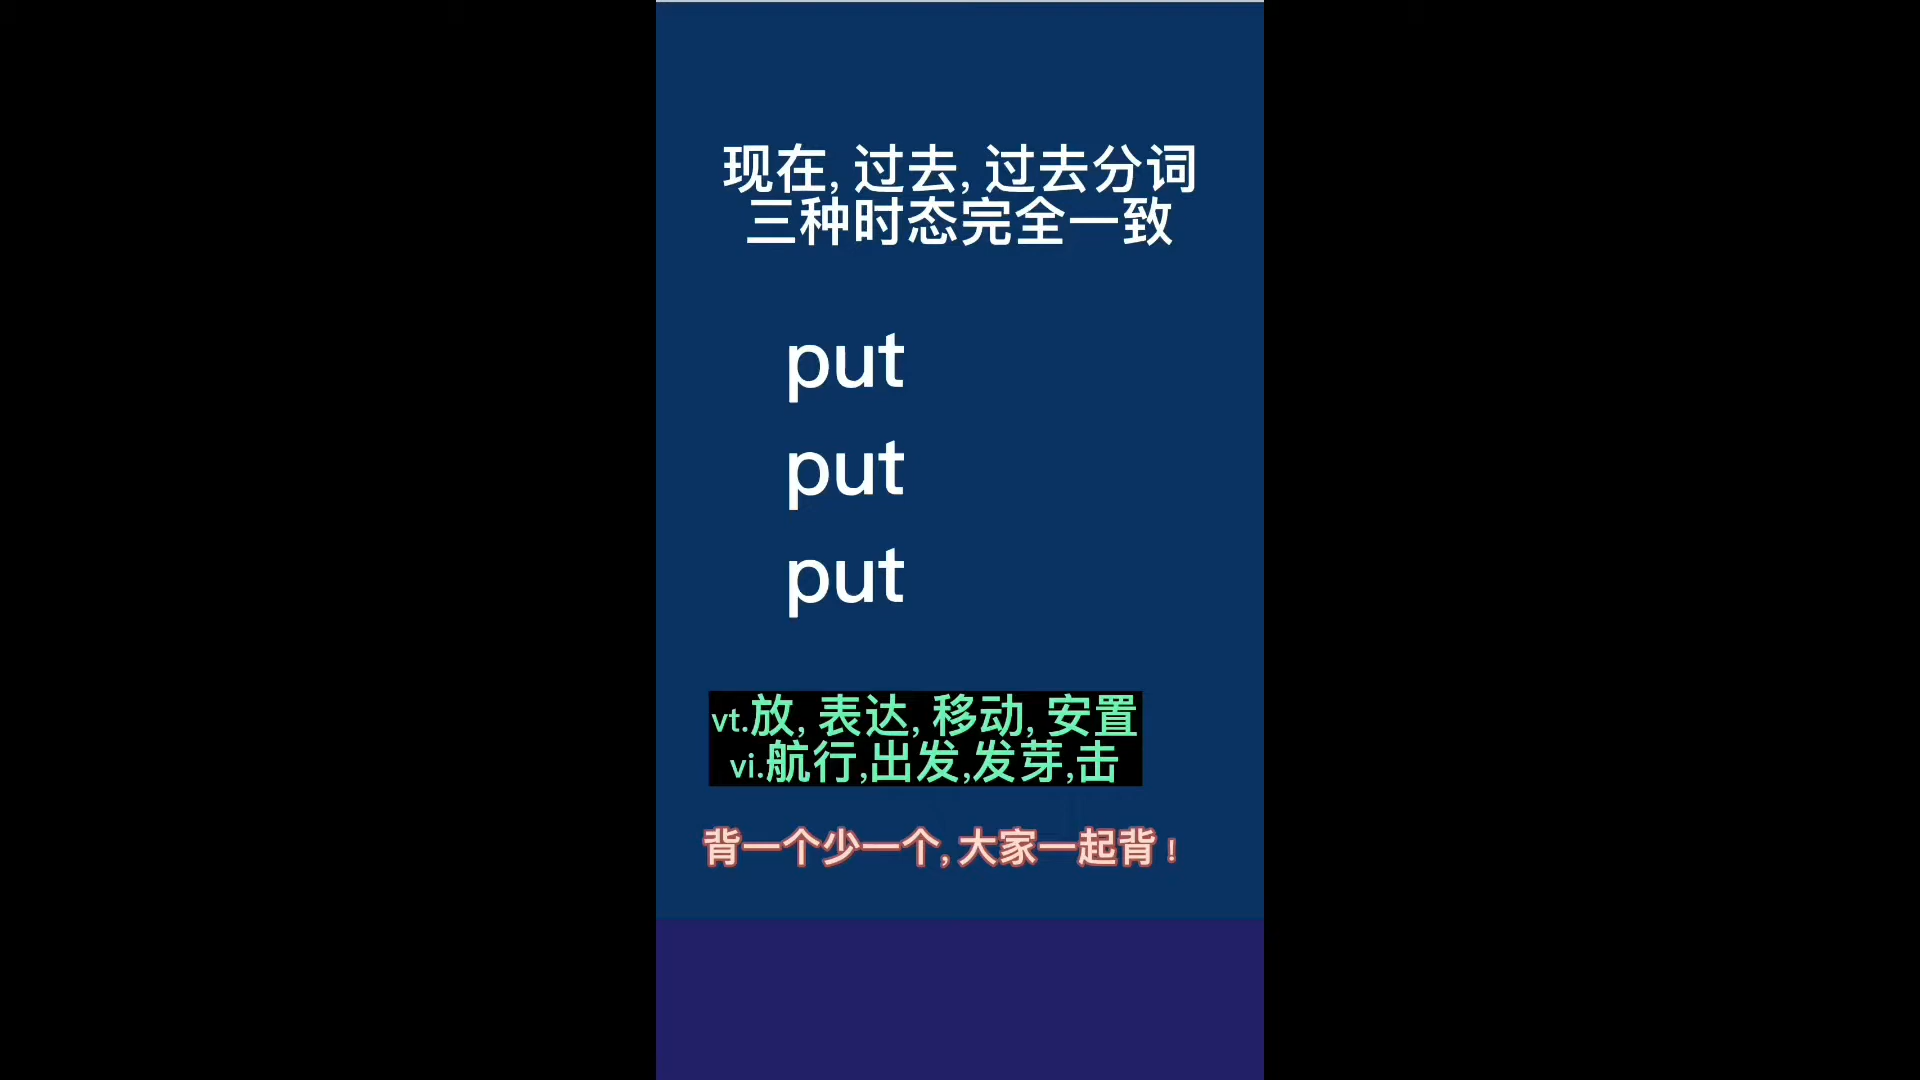 现在, 过去, 过去分词
三种时态完全一致
put
put
put
vt.放, 表达, 移动, 安置
vi.航行,出发,发芽,击
背一个少一个, 大家一起背！